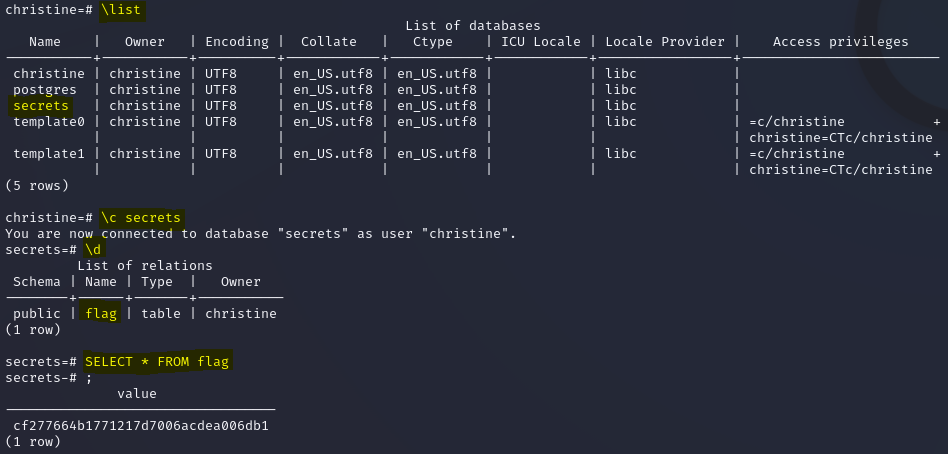 christine=# \list
List of databases
Name | Owner | Encoding | Collate | Ctype | ICU Locale | Locale Provider | Access privileges
-----------+-----------+----------+------------+------------+------------+-----------------+-------------------------
christine | christine | UTF8 | en_US.utf8 | en_US.utf8 | | libc |
postgres | christine | UTF8 | en_US.utf8 | en_US.utf8 | | libc |
secrets | christine | UTF8 | en_US.utf8 | en_US.utf8 | | libc |
template0 | christine | UTF8 | en_US.utf8 | en_US.utf8 | | libc | =c/christine +
| | | | | | | christine=CTc/christine
template1 | christine | UTF8 | en_US.utf8 | en_US.utf8 | | libc | =c/christine +
| | | | | | | christine=CTc/christine
(5 rows)
christine=# \c secrets
You are now connected to database "secrets" as user "christine".
secrets=# \d
List of relations
Schema | Name | Type | Owner
--------+------+-------+-----------
public | flag | table | christine
(1 row)
secrets=# SELECT * FROM flag
secrets-# ;
value
----------------------------------
cf277664b1771217d7006acdea006db1
(1 row)